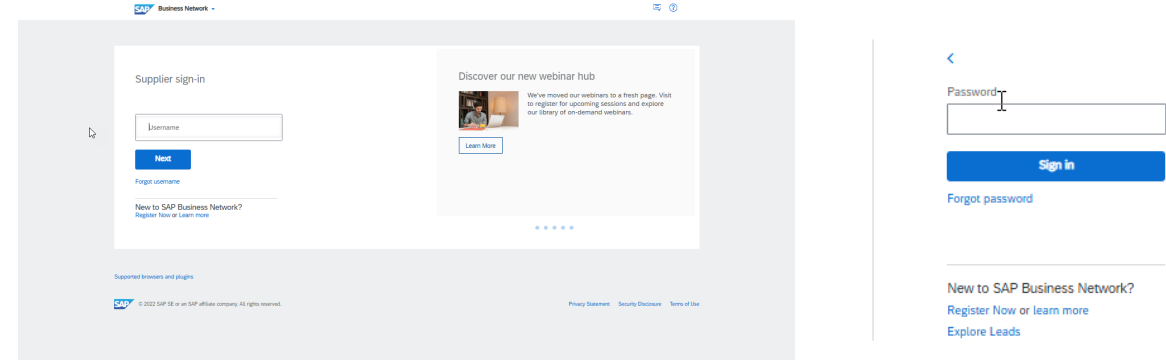 SAP Business Network
Supplier sign-in
Username
Next
Forgot username
New to SAP Business Network?
Register Now or Learn more
Discover our new webinar hub
We've moved our webinars to a fresh page. Visit
to register for upcoming sessions and explore
our library of on-demand webinars.
Learn More
Supported browsers and plugins
SAP © 2022 SAP SE or an SAP affiliate company. All rights reserved.
Privacy Statement Security Disclosure Terms of Use
Password
Sign in
Forgot password
New to SAP Business Network?
Register Now or learn more
Explore Leads